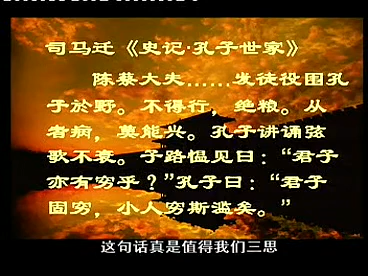 司马迁《史记·孔子世家》
陈蔡大夫……发徒役围孔
子於野。不得行，绝粮。从
者病，莫能兴。孔子讲诵弦
歌不衰。子路愠见曰：“君子
亦有穷乎？”孔子曰：“君子
固穷，小人穷斯滥矣。”
这句话真是值得我们三思